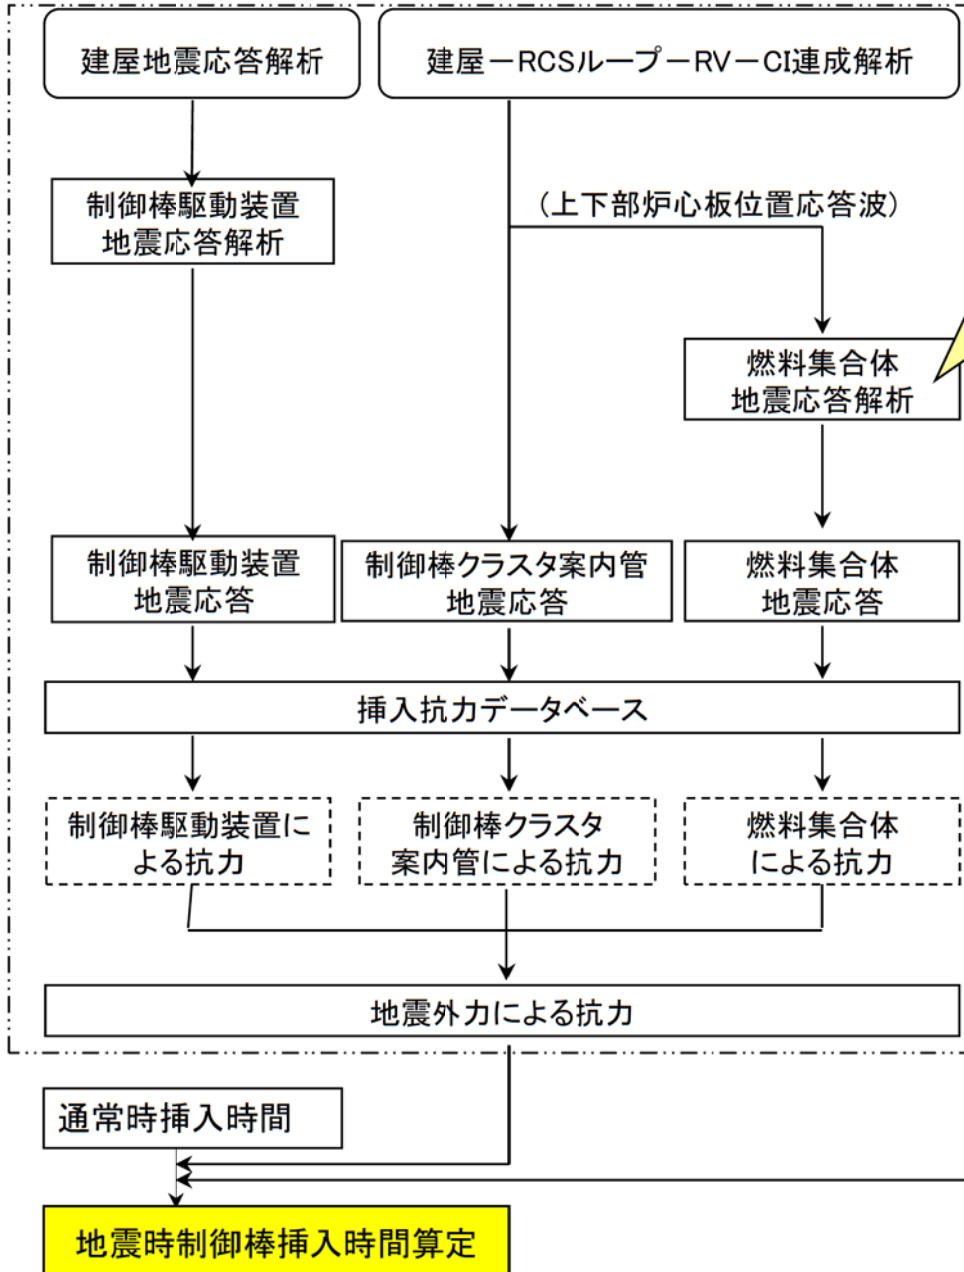 建屋地震応答解析
建屋－RCSループ－RV－CI連成解析
制御棒駆動装置
地震応答解析
(上下部炉心板位置応答波)
燃料集合体
地震応答解析
制御棒駆動装置
地震応答
制御棒クラスタ案内管
地震応答
燃料集合体
地震応答
挿入抗力データベース
制御棒駆動装置に
よる抗力
制御棒クラスタ
案内管による抗力
燃料集合体
による抗力
地震外力による抗力
通常時挿入時間
地震時制御棒挿入時間算定